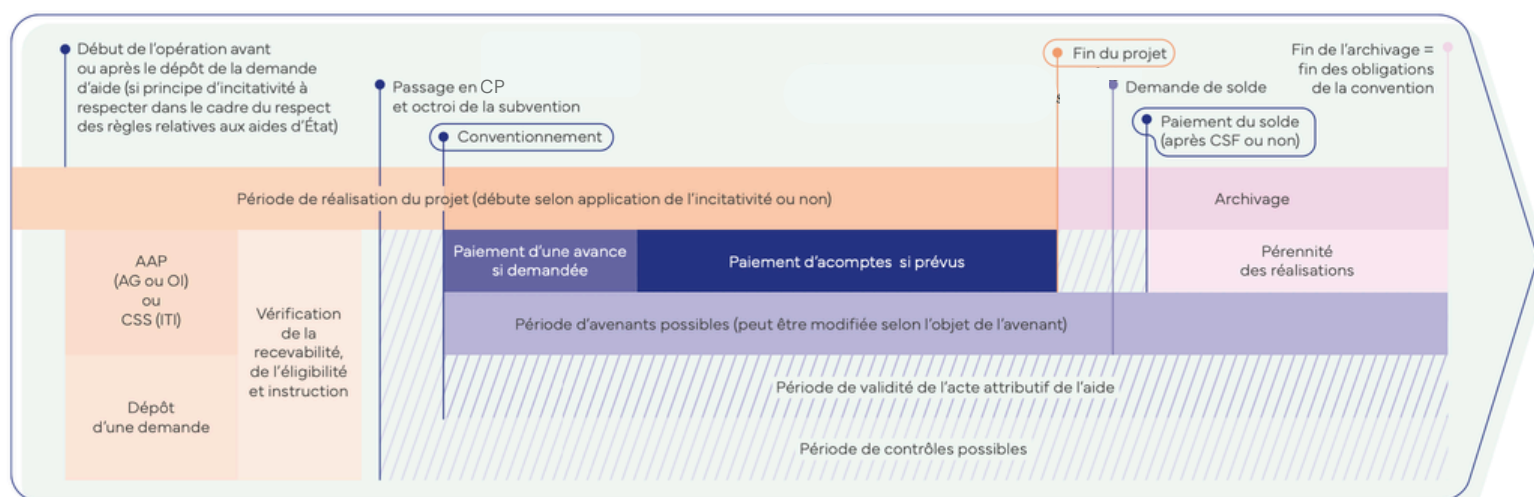 Début de l'opération avant
ou après le dépôt de la demande
d'aide (si principe d'incitativité à
respecter dans le cadre du respect
des règles relatives aux aides d'État)
Passage en CP
et octroi de la subvention
Conventionnement
Fin du projet
Demande de solde
Paiement du solde
(après CSF ou non)
Fin de l'archivage =
fin des obligations
de la convention
Période de réalisation du projet (débute selon application de l'incitativité ou non)
Archivage
AAP
(AG ou OI)
ou
CSS (ITI)
Dépôt
d'une demande
Vérification
de la
recevabilité,
de l'éligibilité
et instruction
Paiement d'une avance
si demandée
Paiement d'acomptes si prévus
Pérennité
des réalisations
Période d'avenants possibles (peut être modifiée selon l'objet de l'avenant)
Période de validité de l'acte attributif de l'aide
Période de contrôles possibles